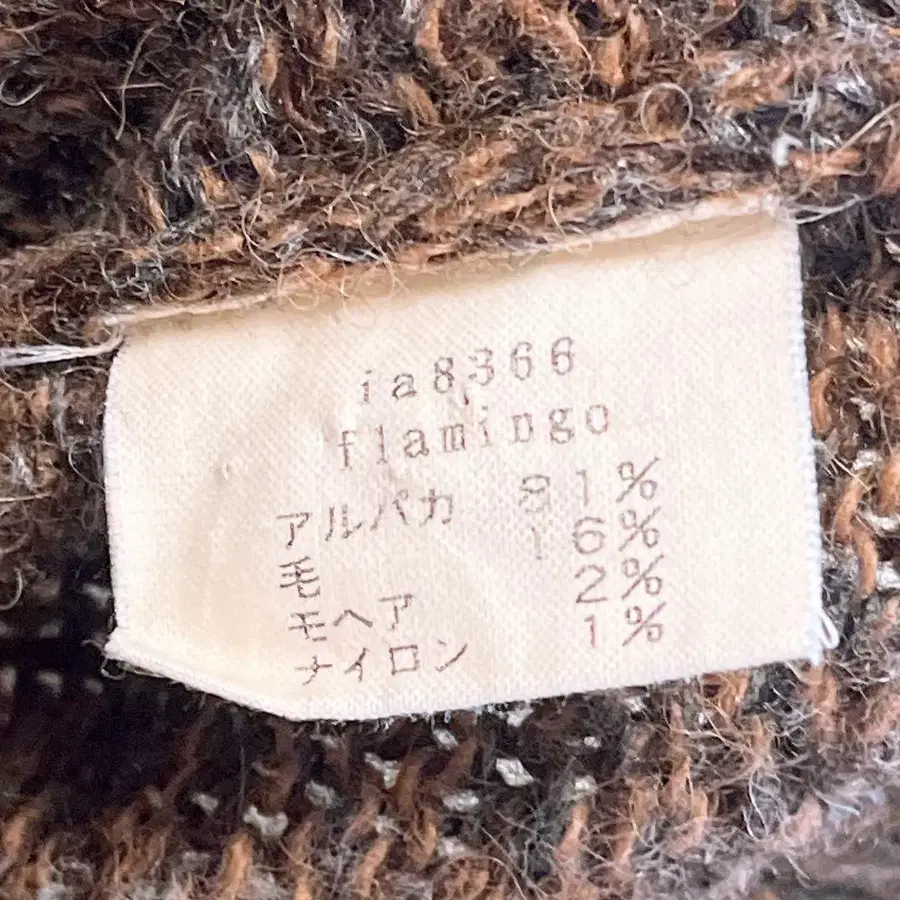 ia8366
flamingo
アルパカ 81%
毛 16%
モヘア 2%
ナイロン 1%